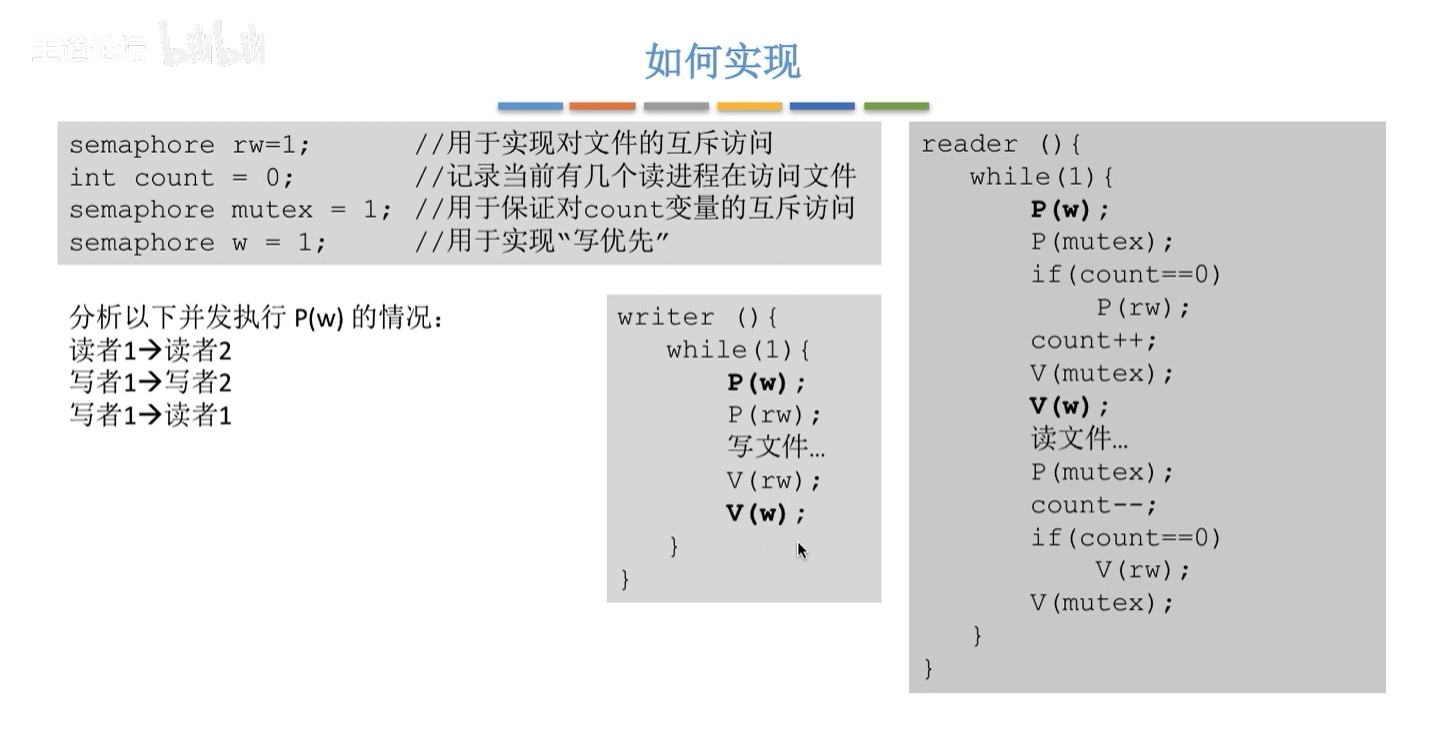 王道论坛 bilibili
如何实现
semaphore rw=1; //用于实现对文件的互斥访问
int count = 0; //记录当前有几个读进程在访问文件
semaphore mutex = 1; //用于保证对count变量的互斥访问
semaphore w = 1; //用于实现“写优先”
分析以下并发执行 P(w) 的情况：
读者1→读者2
写者1→写者2
写者1→读者1
writer (){
while(1){
P(w);
P(rw);
写文件…
V(rw);
V(w);
}
}
reader (){
while(1){
P(w);
P(mutex);
if(count==0)
P(rw);
count++;
V(mutex);
V(w);
读文件…
P(mutex);
count--;
if(count==0)
V(rw);
V(mutex);
}
}